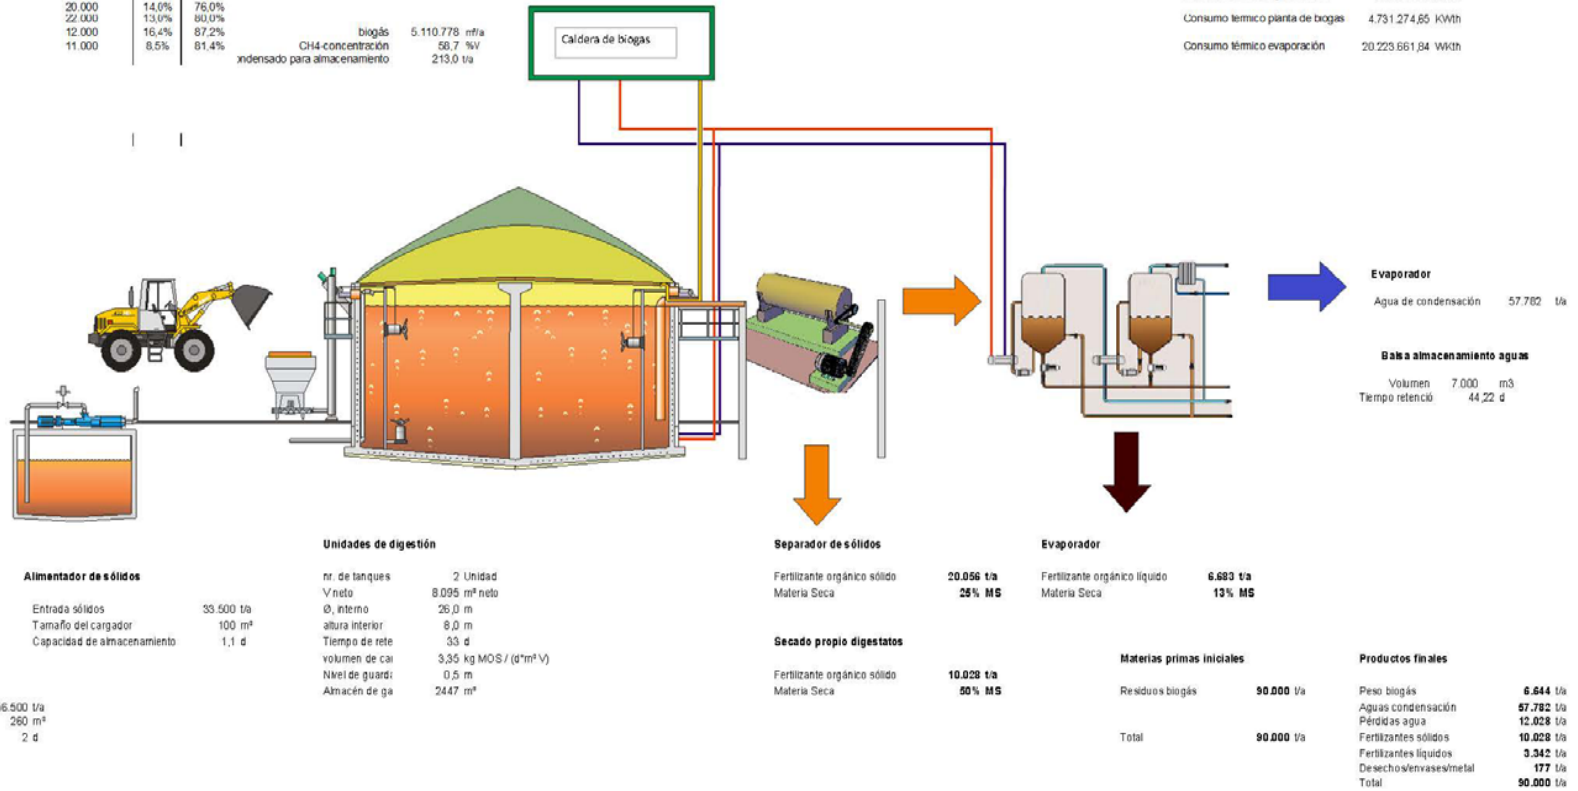 20.000 14,0% 76,0%
22.000 13,0% 80,0%
12.000 16,4% 87,2%
11.000 8,5% 81,4%
biogás 5.110.778 m³/a
CH4-concentración 58,7 %V
ondensado para almacenamiento 213,0 t/a
Caldera de biogas
Consumo termico planta de biogas 4.731.274,65 KWth
Consumo térmico evaporación 20.223.661,84 WKth
Evaporador
Agua de condensación 57.782 t/a
Balsa almacenamiento aguas
Volumen 7.000 m3
Tiempo retenció 44,22 d
Alimentador de sólidos
Entrada sólidos 33.500 t/a
Tamaño del cargador 100 m³
Capacidad de almacenamiento 1,1 d
6.500 t/a
260 m³
2 d
Unidades de digestión
nr. de tanques 2 Unidad
V neto 8.095 m³ neto
Ø, interno 26,0 m
altura interior 8,0 m
Tiempo de rete 33 d
volumen de cai 3,35 kg MOS / (d*m³ V)
Nivel de guarda 0,5 m
Almacén de ga 2447 m³
Separador de sólidos
Fertilizante orgánico sólido 20.056 t/a
Materia Seca 25% MS
Secado propio digestatos
Fertilizante orgánico sólido 10.028 t/a
Materia Seca 50% MS
Evaporador
Fertilizante orgánico líquido 6.683 t/a
Materia Seca 13% MS
Materias primas iniciales
Residuos biogás 90.000 t/a
Total 90.000 t/a
Productos finales
Peso biogás 6.644 t/a
Aguas condensación 57.782 t/a
Pérdidas agua 12.028 t/a
Fertilizantes sólidos 10.028 t/a
Fertilizantes líquidos 3.342 t/a
Desechos/envases/metal 177 t/a
Total 90.000 t/a